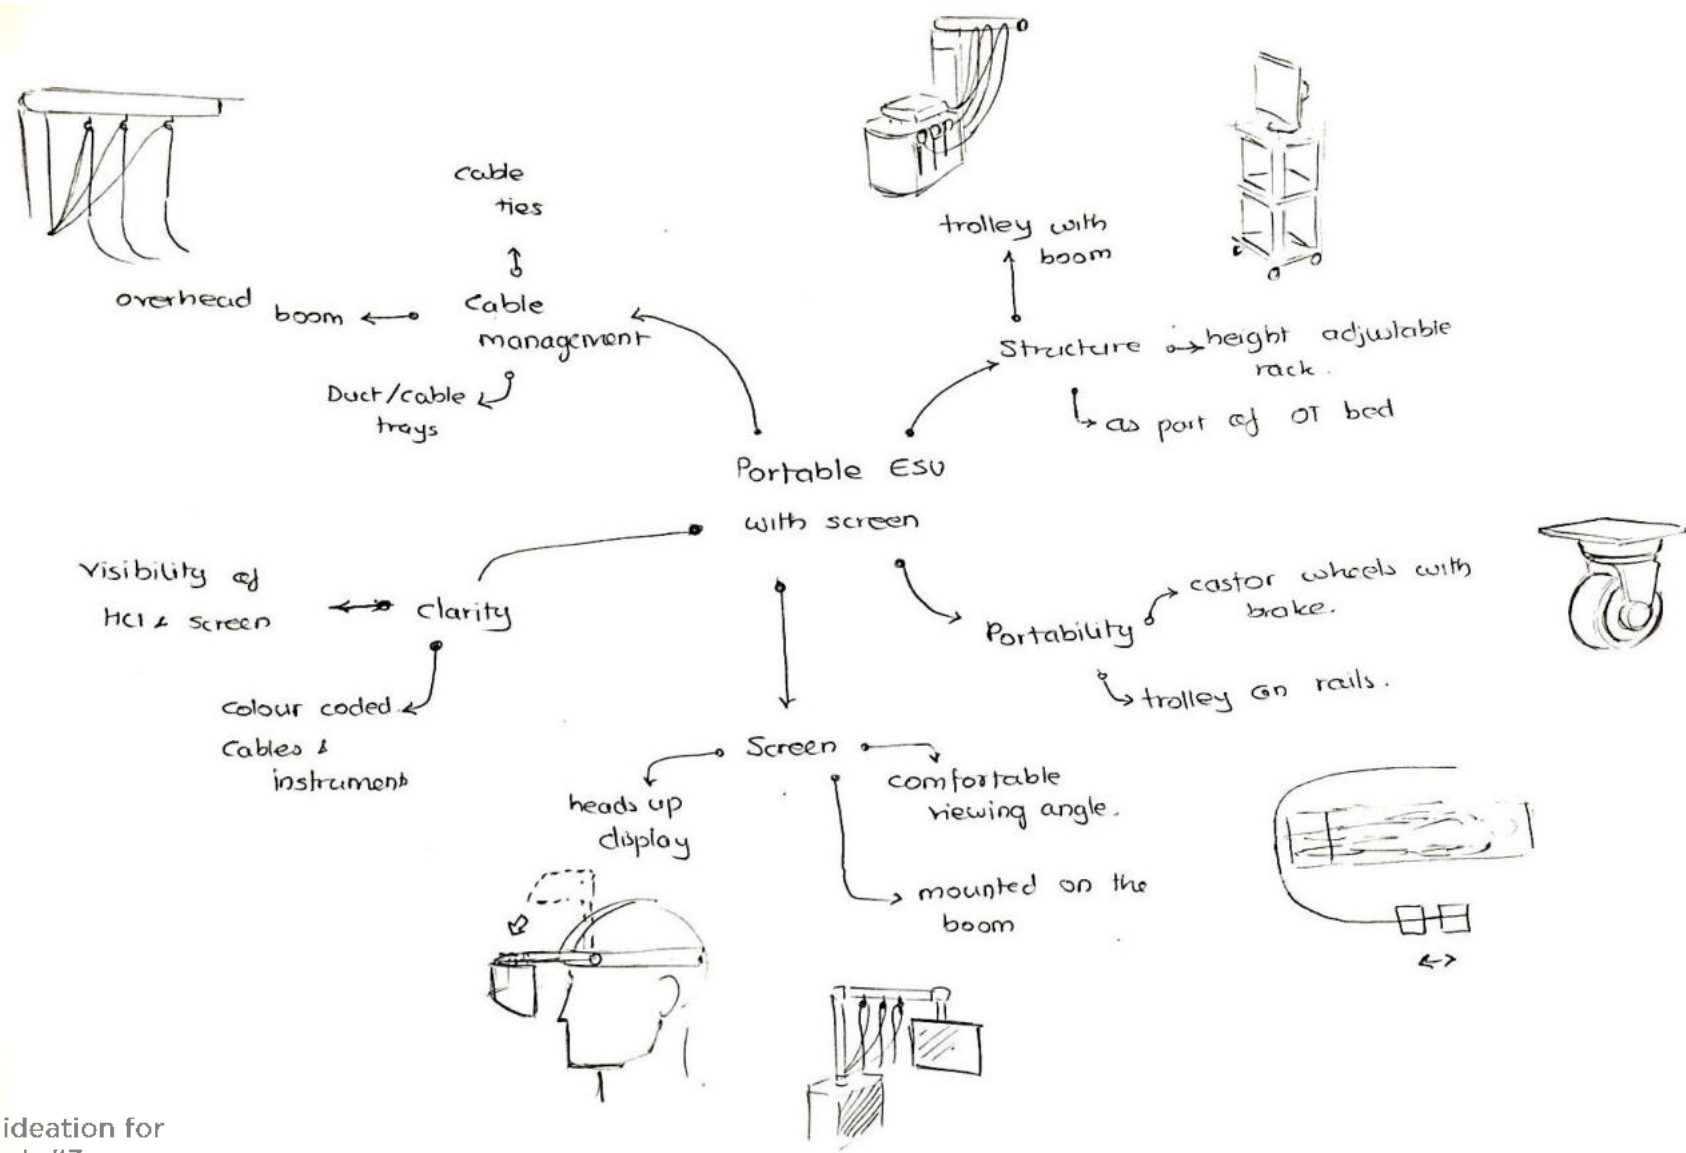 cable
ties
trolley with
boom
overhead
boom
Cable
management
Structure
height adjustable
rack.
Duct/cable
trays
as part of OT bed
Portable ESU
with screen
visibility of
HCI & screen
clarity
castor wheels with
brake.
Portability
trolley on rails.
colour coded
cables &
instruments
Screen
heads up
display
comfortable
viewing angle.
mounted on the
boom
ideation for